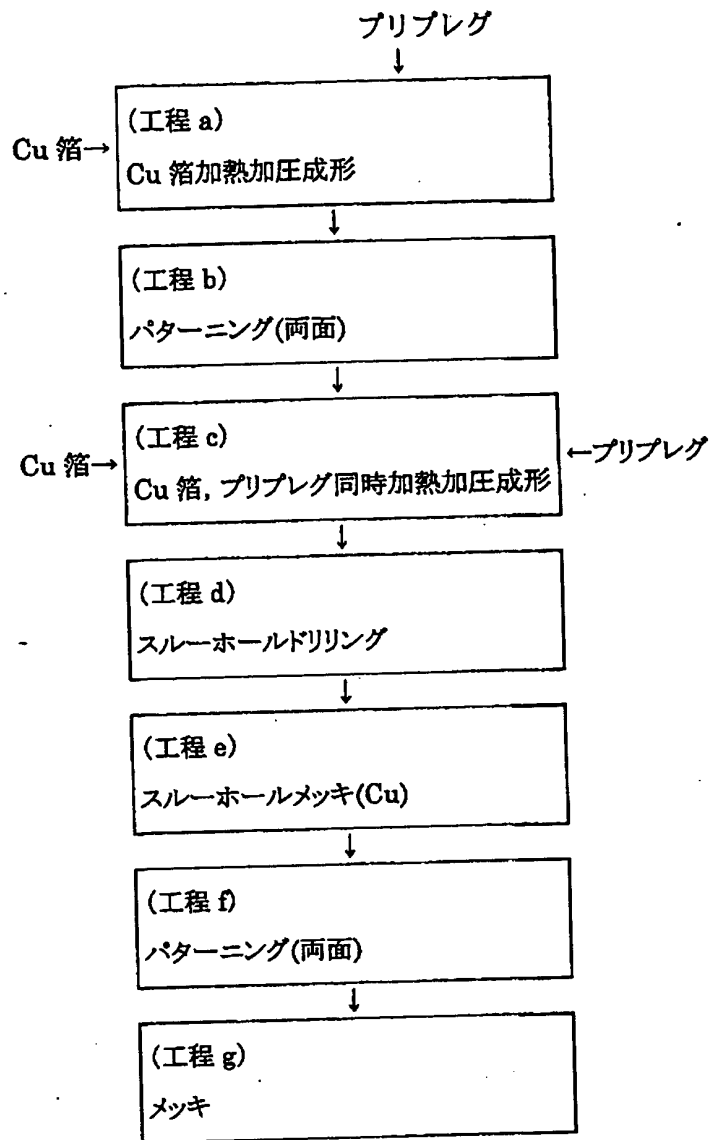 プリプレグ
↓
(工程 a)
Cu 箔→
Cu 箔加熱加圧成形
↓
(工程 b)
パターニング(両面)
↓
(工程 c)
Cu 箔→
←プリプレグ
Cu 箔, プリプレグ同時加熱加圧成形
↓
(工程 d)
スルーホールドリリング
↓
(工程 e)
スルーホールメッキ(Cu)
↓
(工程 f)
パターニング(両面)
↓
(工程 g)
メッキ